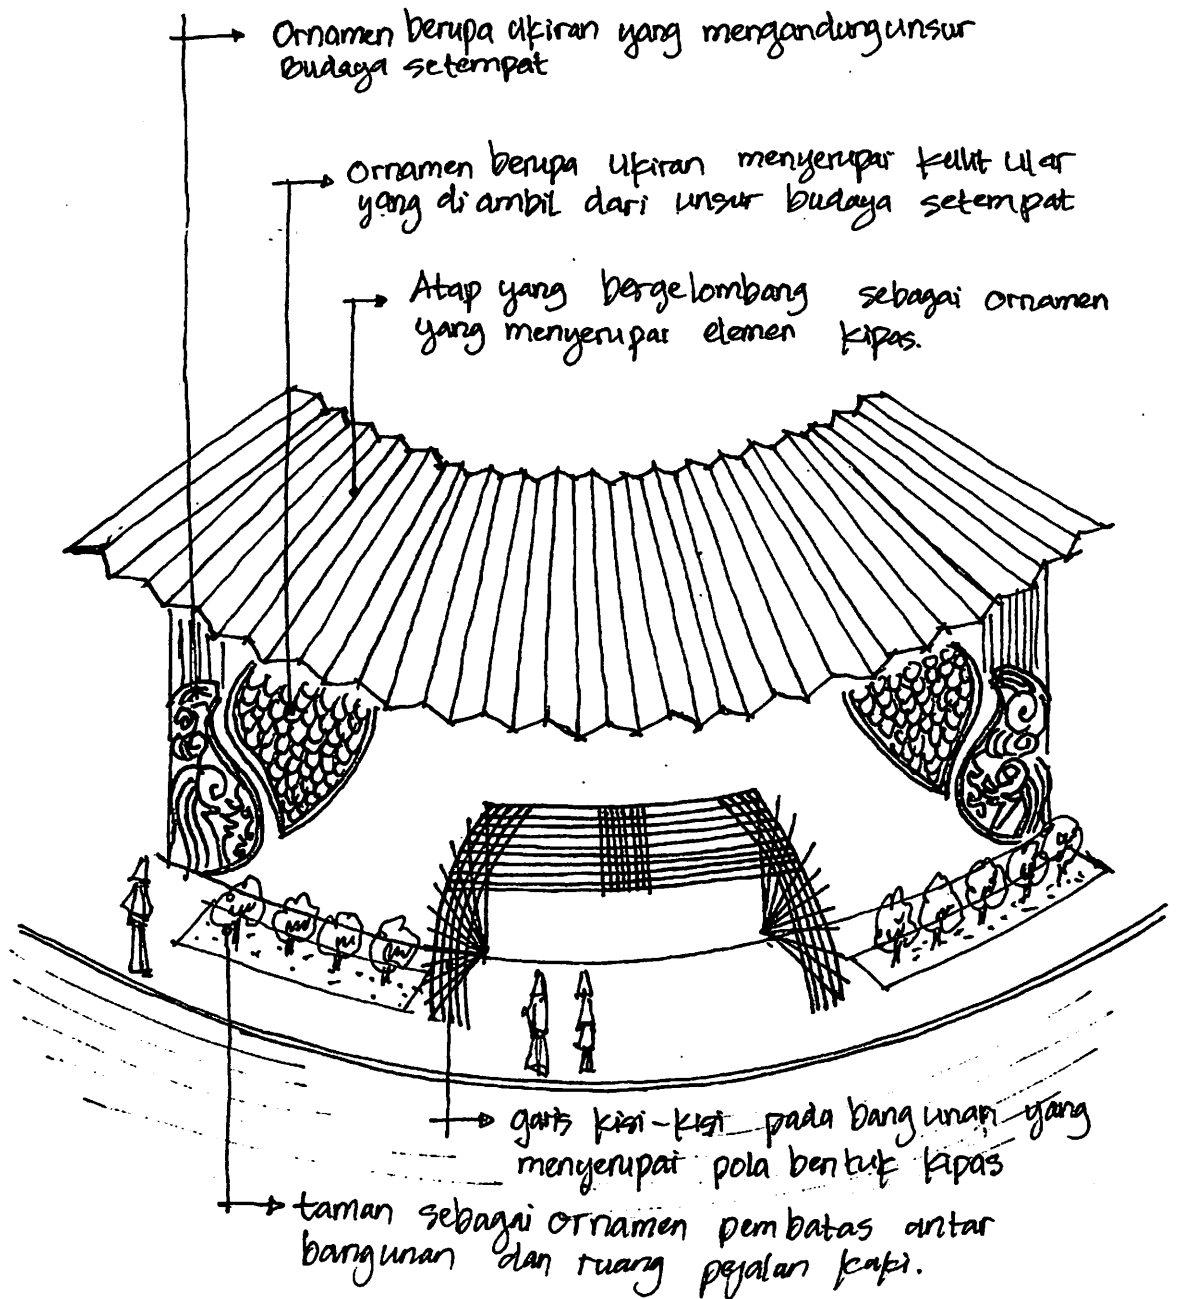 Ornamen berupa ukiran yang mengandung unsur
Budaya setempat
Ornamen berupa ukiran menyerupai kulit ular
yang di ambil dari unsur budaya setempat
Atap yang bergelombang sebagai ornamen
yang menyerupai elemen kipas.
garis kisi-kisi pada bangunan yang
menyerupai pola bentuk kipas
taman sebagai ornamen pembatas antar
bangunan dan ruang pejalan kaki.